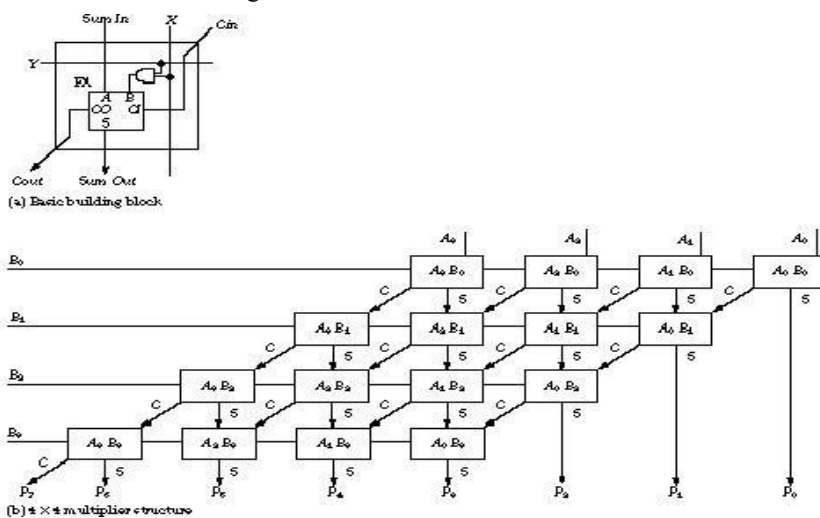 Sum In X Cin
Y
FA
A B
CO CI
S
Cout Sum Out
(a) Basic building block
A3 A2 A1 A0
B0 A3 B0 A2 B0 A1 B0 A0 B0
C S C S C S C S
B1 A3 B1 A2 B1 A1 B1 A0 B1
C S C S C S C S
B2 A3 B2 A2 B2 A1 B2 A0 B2
C S C S C S C S
B3 A3 B3 A2 B3 A1 B3 A0 B3
C S S S S
P7 P6 P5 P4 P3 P2 P1 P0
(b) 4 × 4 multiplier structure